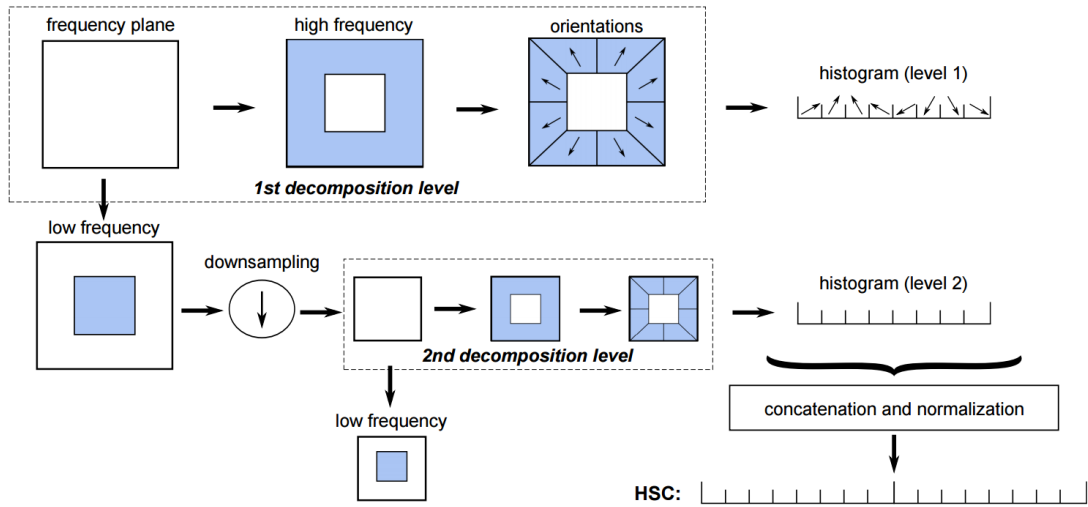 frequency plane
high frequency
orientations
histogram (level 1)
1st decomposition level
low frequency
downsampling
histogram (level 2)
2nd decomposition level
low frequency
concatenation and normalization
HSC: